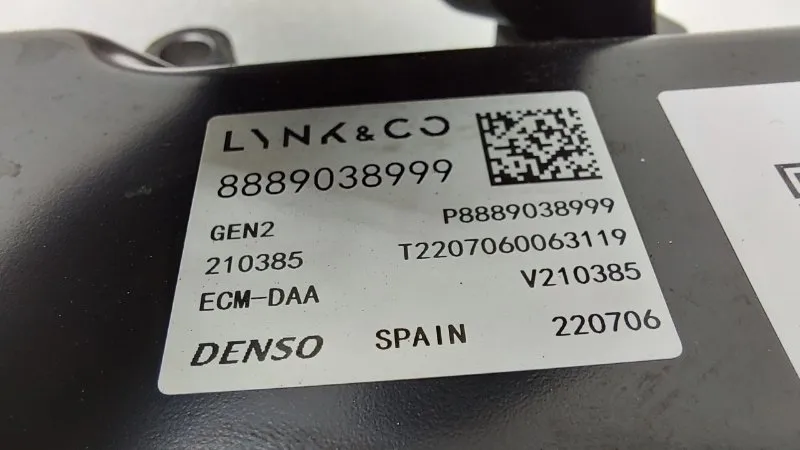 LYNK&CO
8889038999
GEN2
P8889038999
210385
T2207060063119
ECM-DAA
V210385
DENSO SPAIN 220706